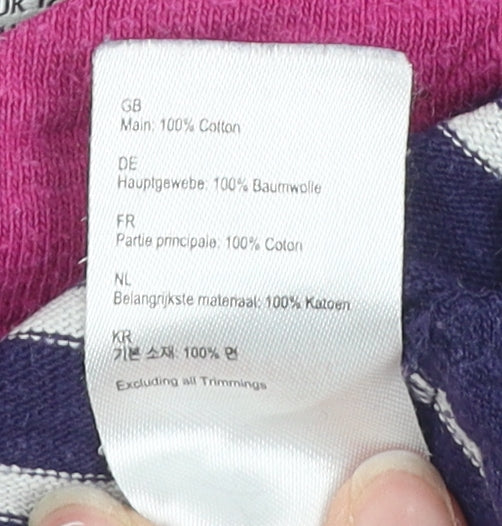 GB
Main: 100% Cotton
DE
Hauptgewebe: 100% Baumwolle
FR
Partie principale: 100% Coton
NL
Belangrijkste materiaal: 100% Katoen
KR
기본 소재: 100% 면
Excluding all Trimmings